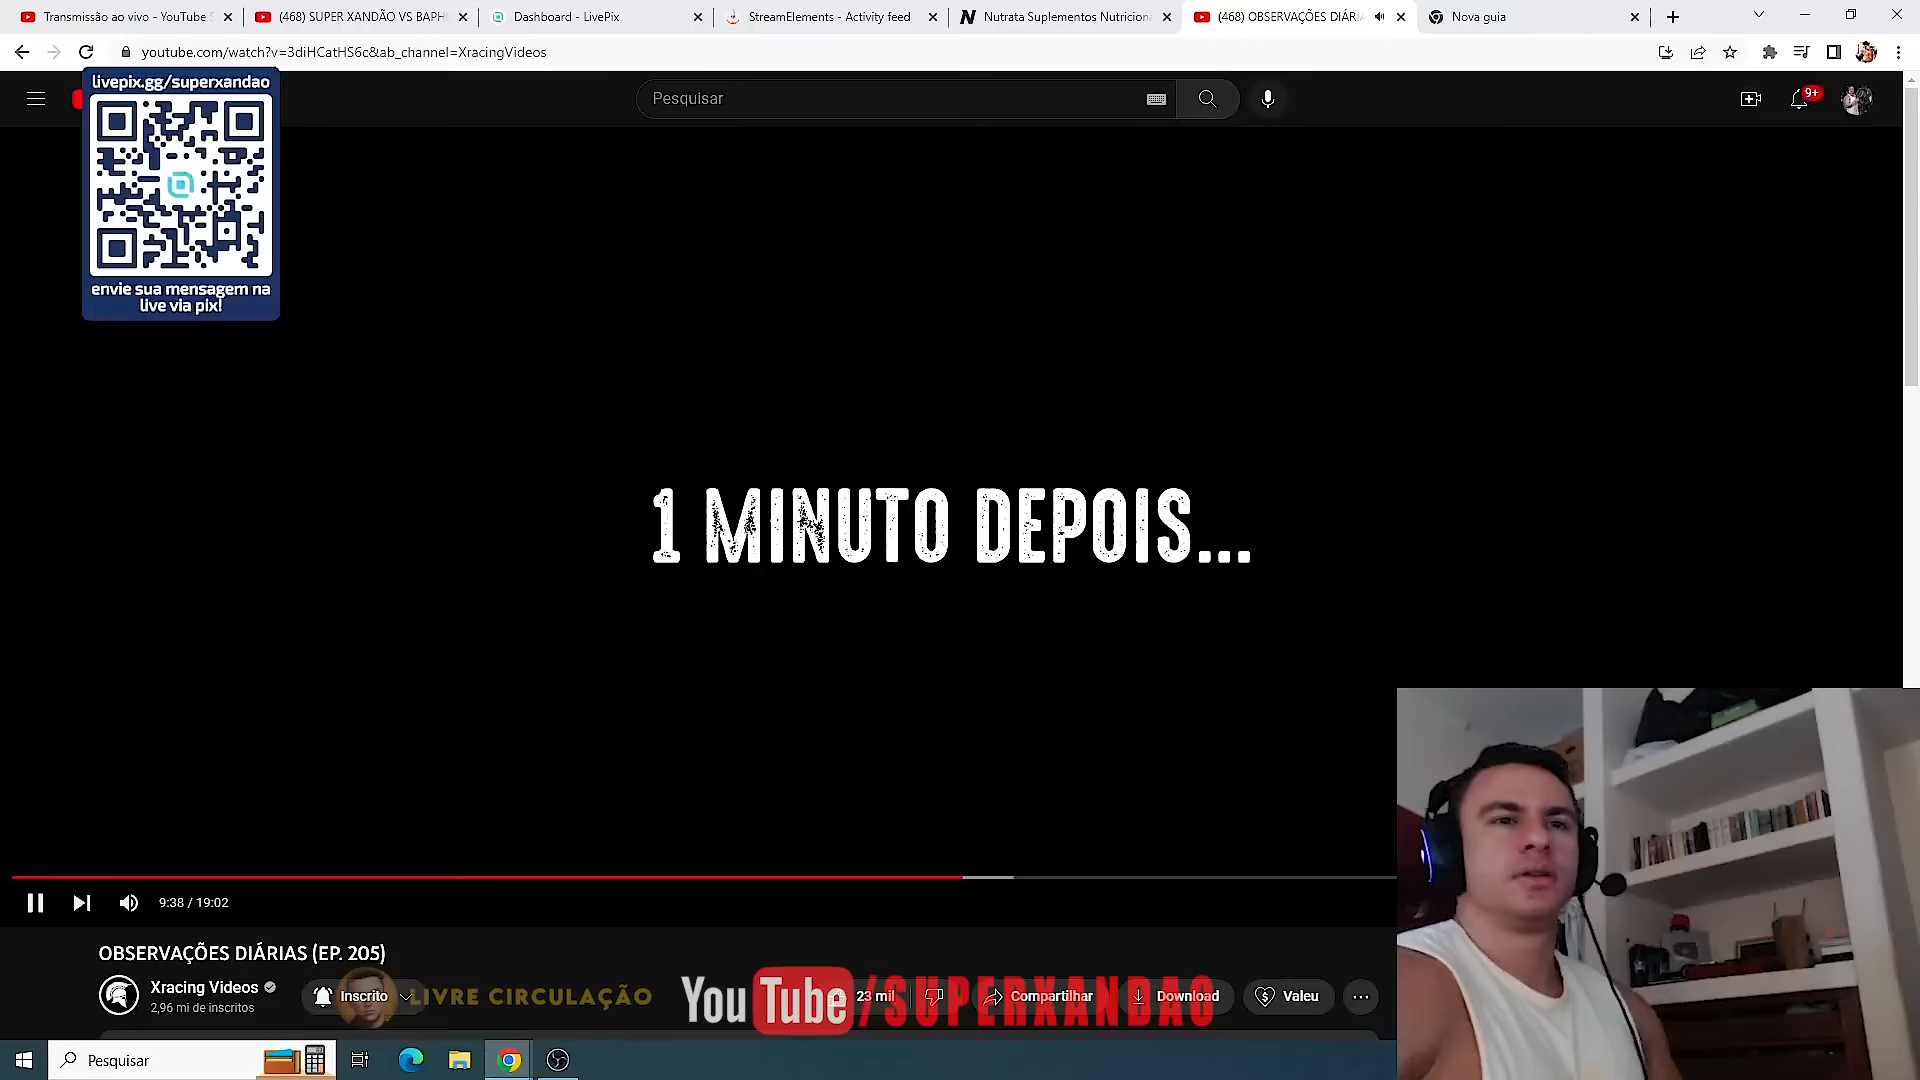 Transmissão ao vivo - YouTube S
(468) SUPER XANDÃO VS BAPH
Dashboard - LivePix
StreamElements - Activity feed
Nutrata Suplementos Nutriciona
(468) OBSERVAÇÕES DIÁRIA
Nova guia
youtube.com/watch?v=3diHCatHS6c&ab_channel=XracingVideos
livepix.gg/superxandao
envie sua mensagem na
live via pix!
Pesquisar
9+
1 MINUTO DEPOIS...
9:38 / 19:02
OBSERVAÇÕES DIÁRIAS (EP. 205)
Xracing Videos
2,96 mi de inscritos
Inscrito
LIVRE CIRCULAÇÃO
YouTube/SUPERXANDAO
23 mil
Compartilhar
Download
Valeu
Pesquisar